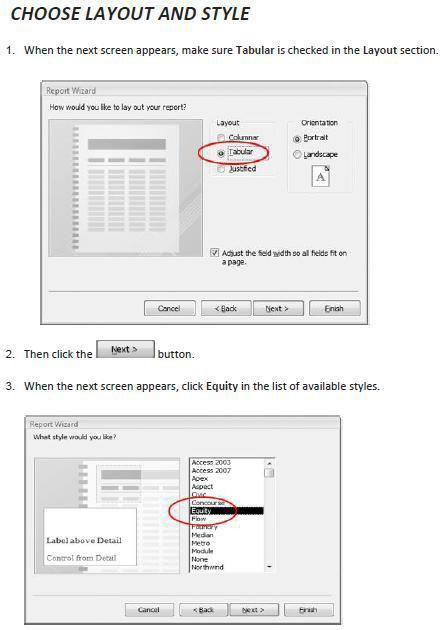 CHOOSE LAYOUT AND STYLE
1. When the next screen appears, make sure Tabular is checked in the Layout section.
Report Wizard
How would you like to lay out your report?
Layout
Columnar
Tabular
Justified
Orientation
Portrait
Landscape
A
Adjust the field width so all fields fit on
a page.
Cancel < Back Next > Finish
2. Then click the Next > button.
3. When the next screen appears, click Equity in the list of available styles.
Report Wizard
What style would you like?
Label above Detail
Control from Detail
Access 2003
Access 2007
Apex
Aspect
Civic
Concourse
Equity
Flow
Foundry
Median
Metro
Module
None
Northwind
Cancel < Back Next > Finish